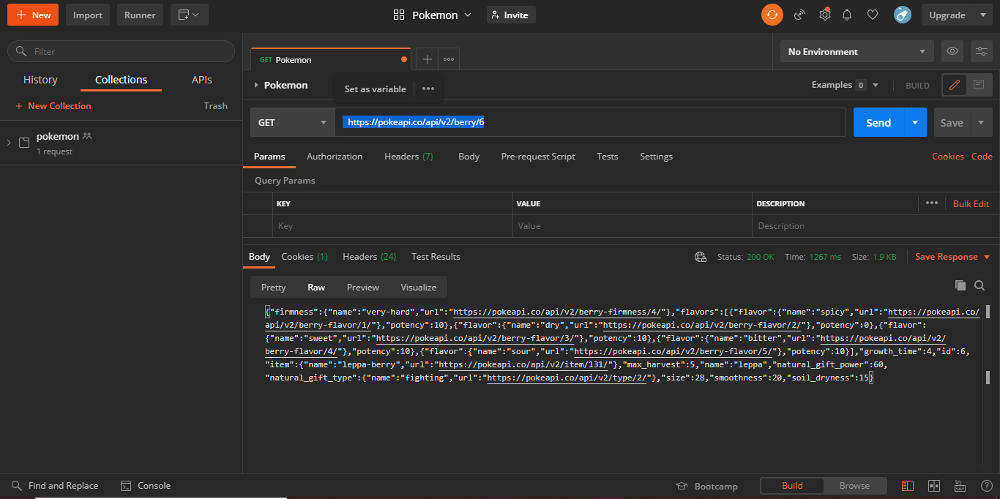 New Import Runner Pokemon Invite Upgrade
Filter
History Collections APIs
New Collection Trash
pokemon
1 request
GET Pokemon
No Environment
Pokemon
Set as variable
Examples 0 BUILD
GET https://pokeapi.co/api/v2/berry/6 Send Save
Params Authorization Headers (7) Body Pre-request Script Tests Settings Cookies Code
Query Params
KEY VALUE DESCRIPTION Bulk Edit
Key Value Description
Body Cookies (1) Headers (24) Test Results Status: 200 OK Time: 1267 ms Size: 1.9 KB Save Response
Pretty Raw Preview Visualize
{"firmness":{"name":"very-hard","url":"https://pokeapi.co/api/v2/berry-firmness/4/"},"flavors":[{"flavor":{"name":"spicy","url":"https://pokeapi.co/
api/v2/berry-flavor/1/"},"potency":10},{"flavor":{"name":"dry","url":"https://pokeapi.co/api/v2/berry-flavor/2/"},"potency":0},{"flavor":
{"name":"sweet","url":"https://pokeapi.co/api/v2/berry-flavor/3/"},"potency":10},{"flavor":{"name":"bitter","url":"https://pokeapi.co/api/v2/
berry-flavor/4/"},"potency":10},{"flavor":{"name":"sour","url":"https://pokeapi.co/api/v2/berry-flavor/5/"},"potency":10}],"growth_time":4,"id":6,
"item":{"name":"leppa-berry","url":"https://pokeapi.co/api/v2/item/131/"},"max_harvest":5,"name":"leppa","natural_gift_power":60,
"natural_gift_type":{"name":"fighting","url":"https://pokeapi.co/api/v2/type/2/"},"size":28,"smoothness":20,"soil_dryness":15}
Find and Replace Console Bootcamp Build Browse